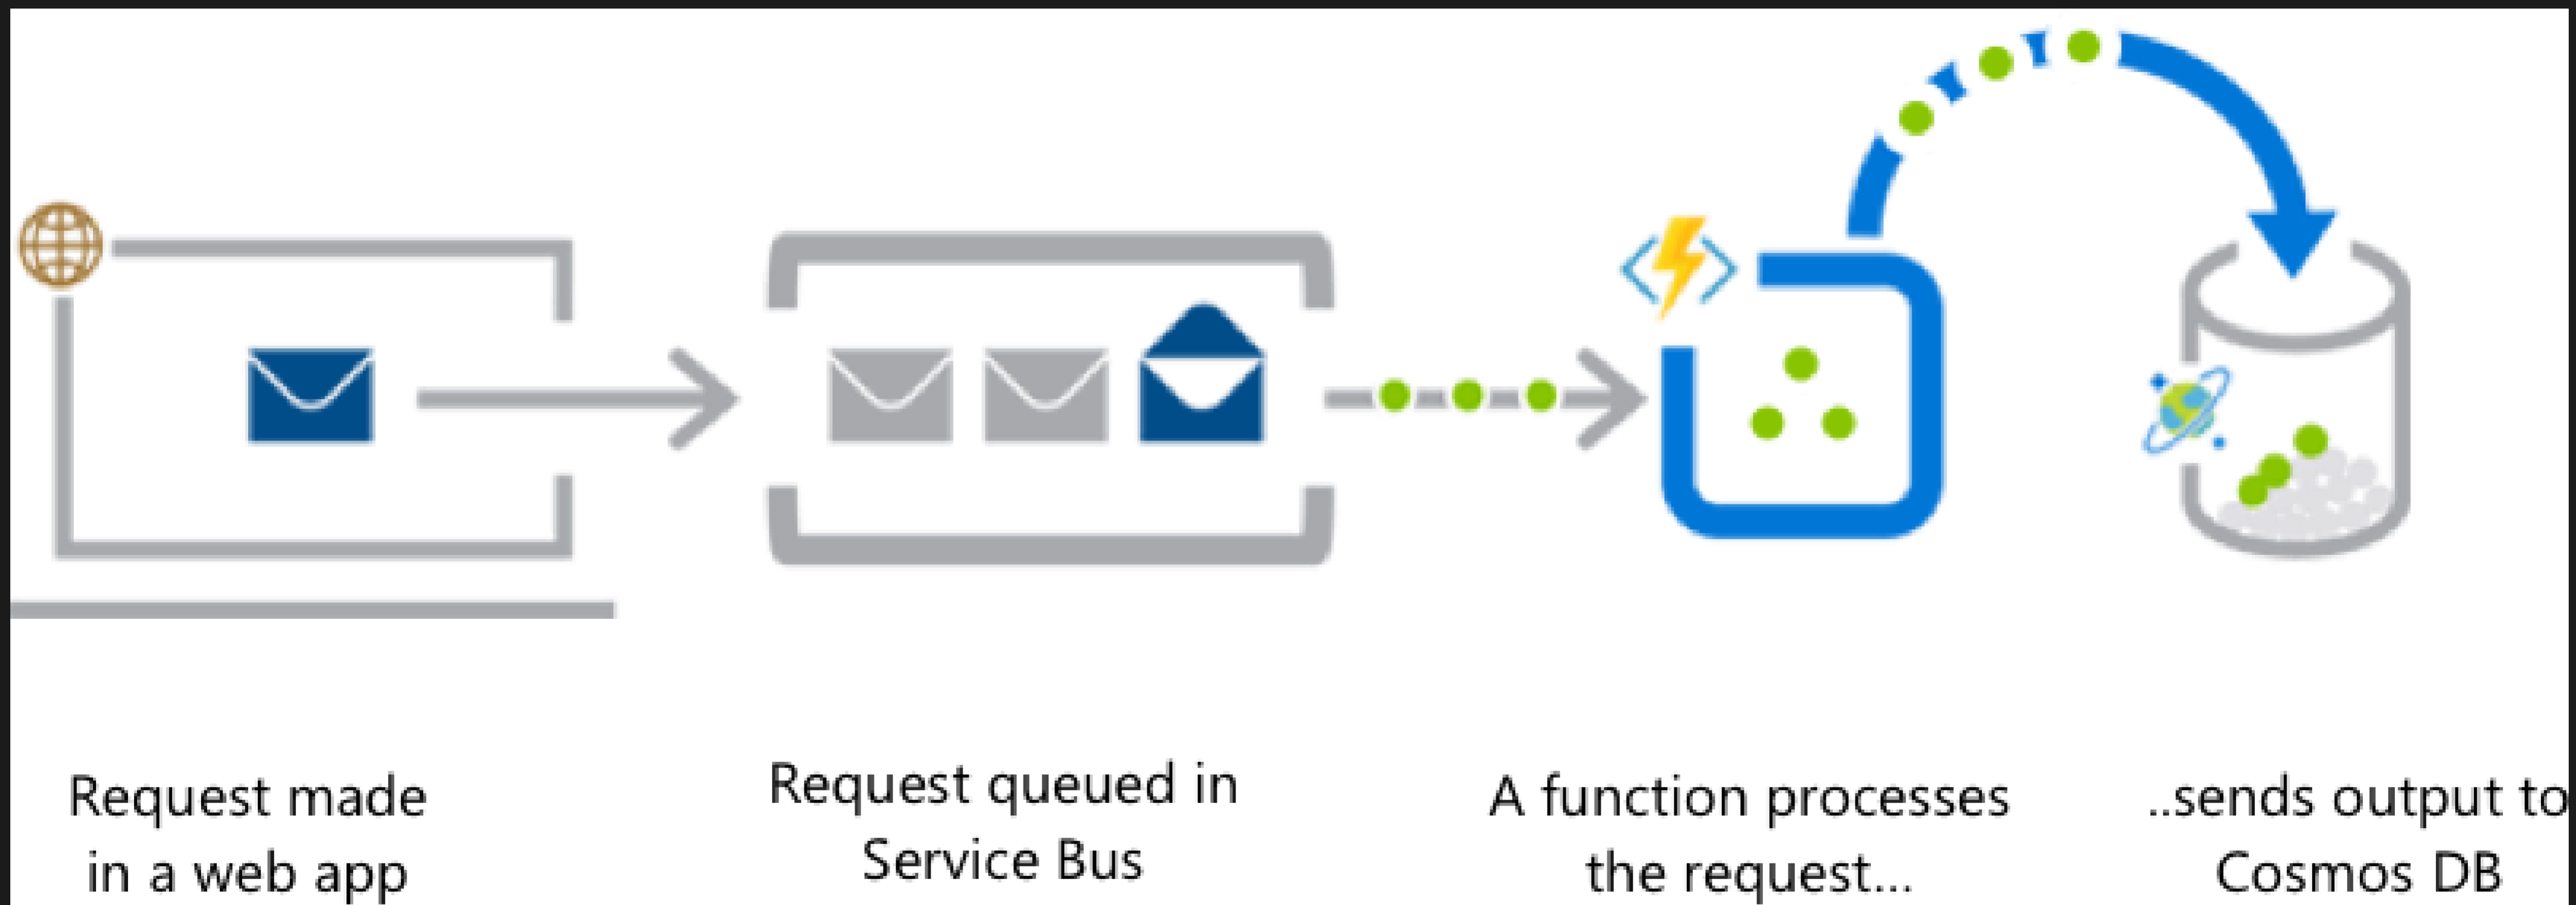 Request made
in a web app
Request queued in
Service Bus
A function processes
the request...
..sends output to
Cosmos DB